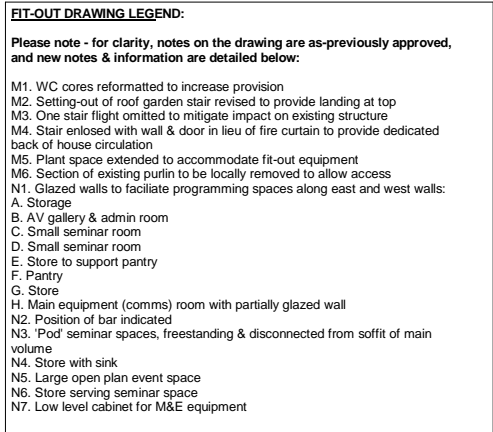 FIT-OUT DRAWING LEGEND:
Please note - for clarity, notes on the drawing are as-previously approved,
and new notes & information are detailed below:
M1. WC cores reformatted to increase provision
M2. Setting-out of roof garden stair revised to provide landing at top
M3. One stair flight omitted to mitigate impact on existing structure
M4. Stair enlosed with wall & door in lieu of fire curtain to provide dedicated
back of house circulation
M5. Plant space extended to accommodate fit-out equipment
M6. Section of existing purlin to be locally removed to allow access
N1. Glazed walls to faciliate programming spaces along east and west walls:
A. Storage
B. AV gallery & admin room
C. Small seminar room
D. Small seminar room
E. Store to support pantry
F. Pantry
G. Store
H. Main equipment (comms) room with partially glazed wall
N2. Position of bar indicated
N3. 'Pod' seminar spaces, freestanding & disconnected from soffit of main
volume
N4. Store with sink
N5. Large open plan event space
N6. Store serving seminar space
N7. Low level cabinet for M&E equipment